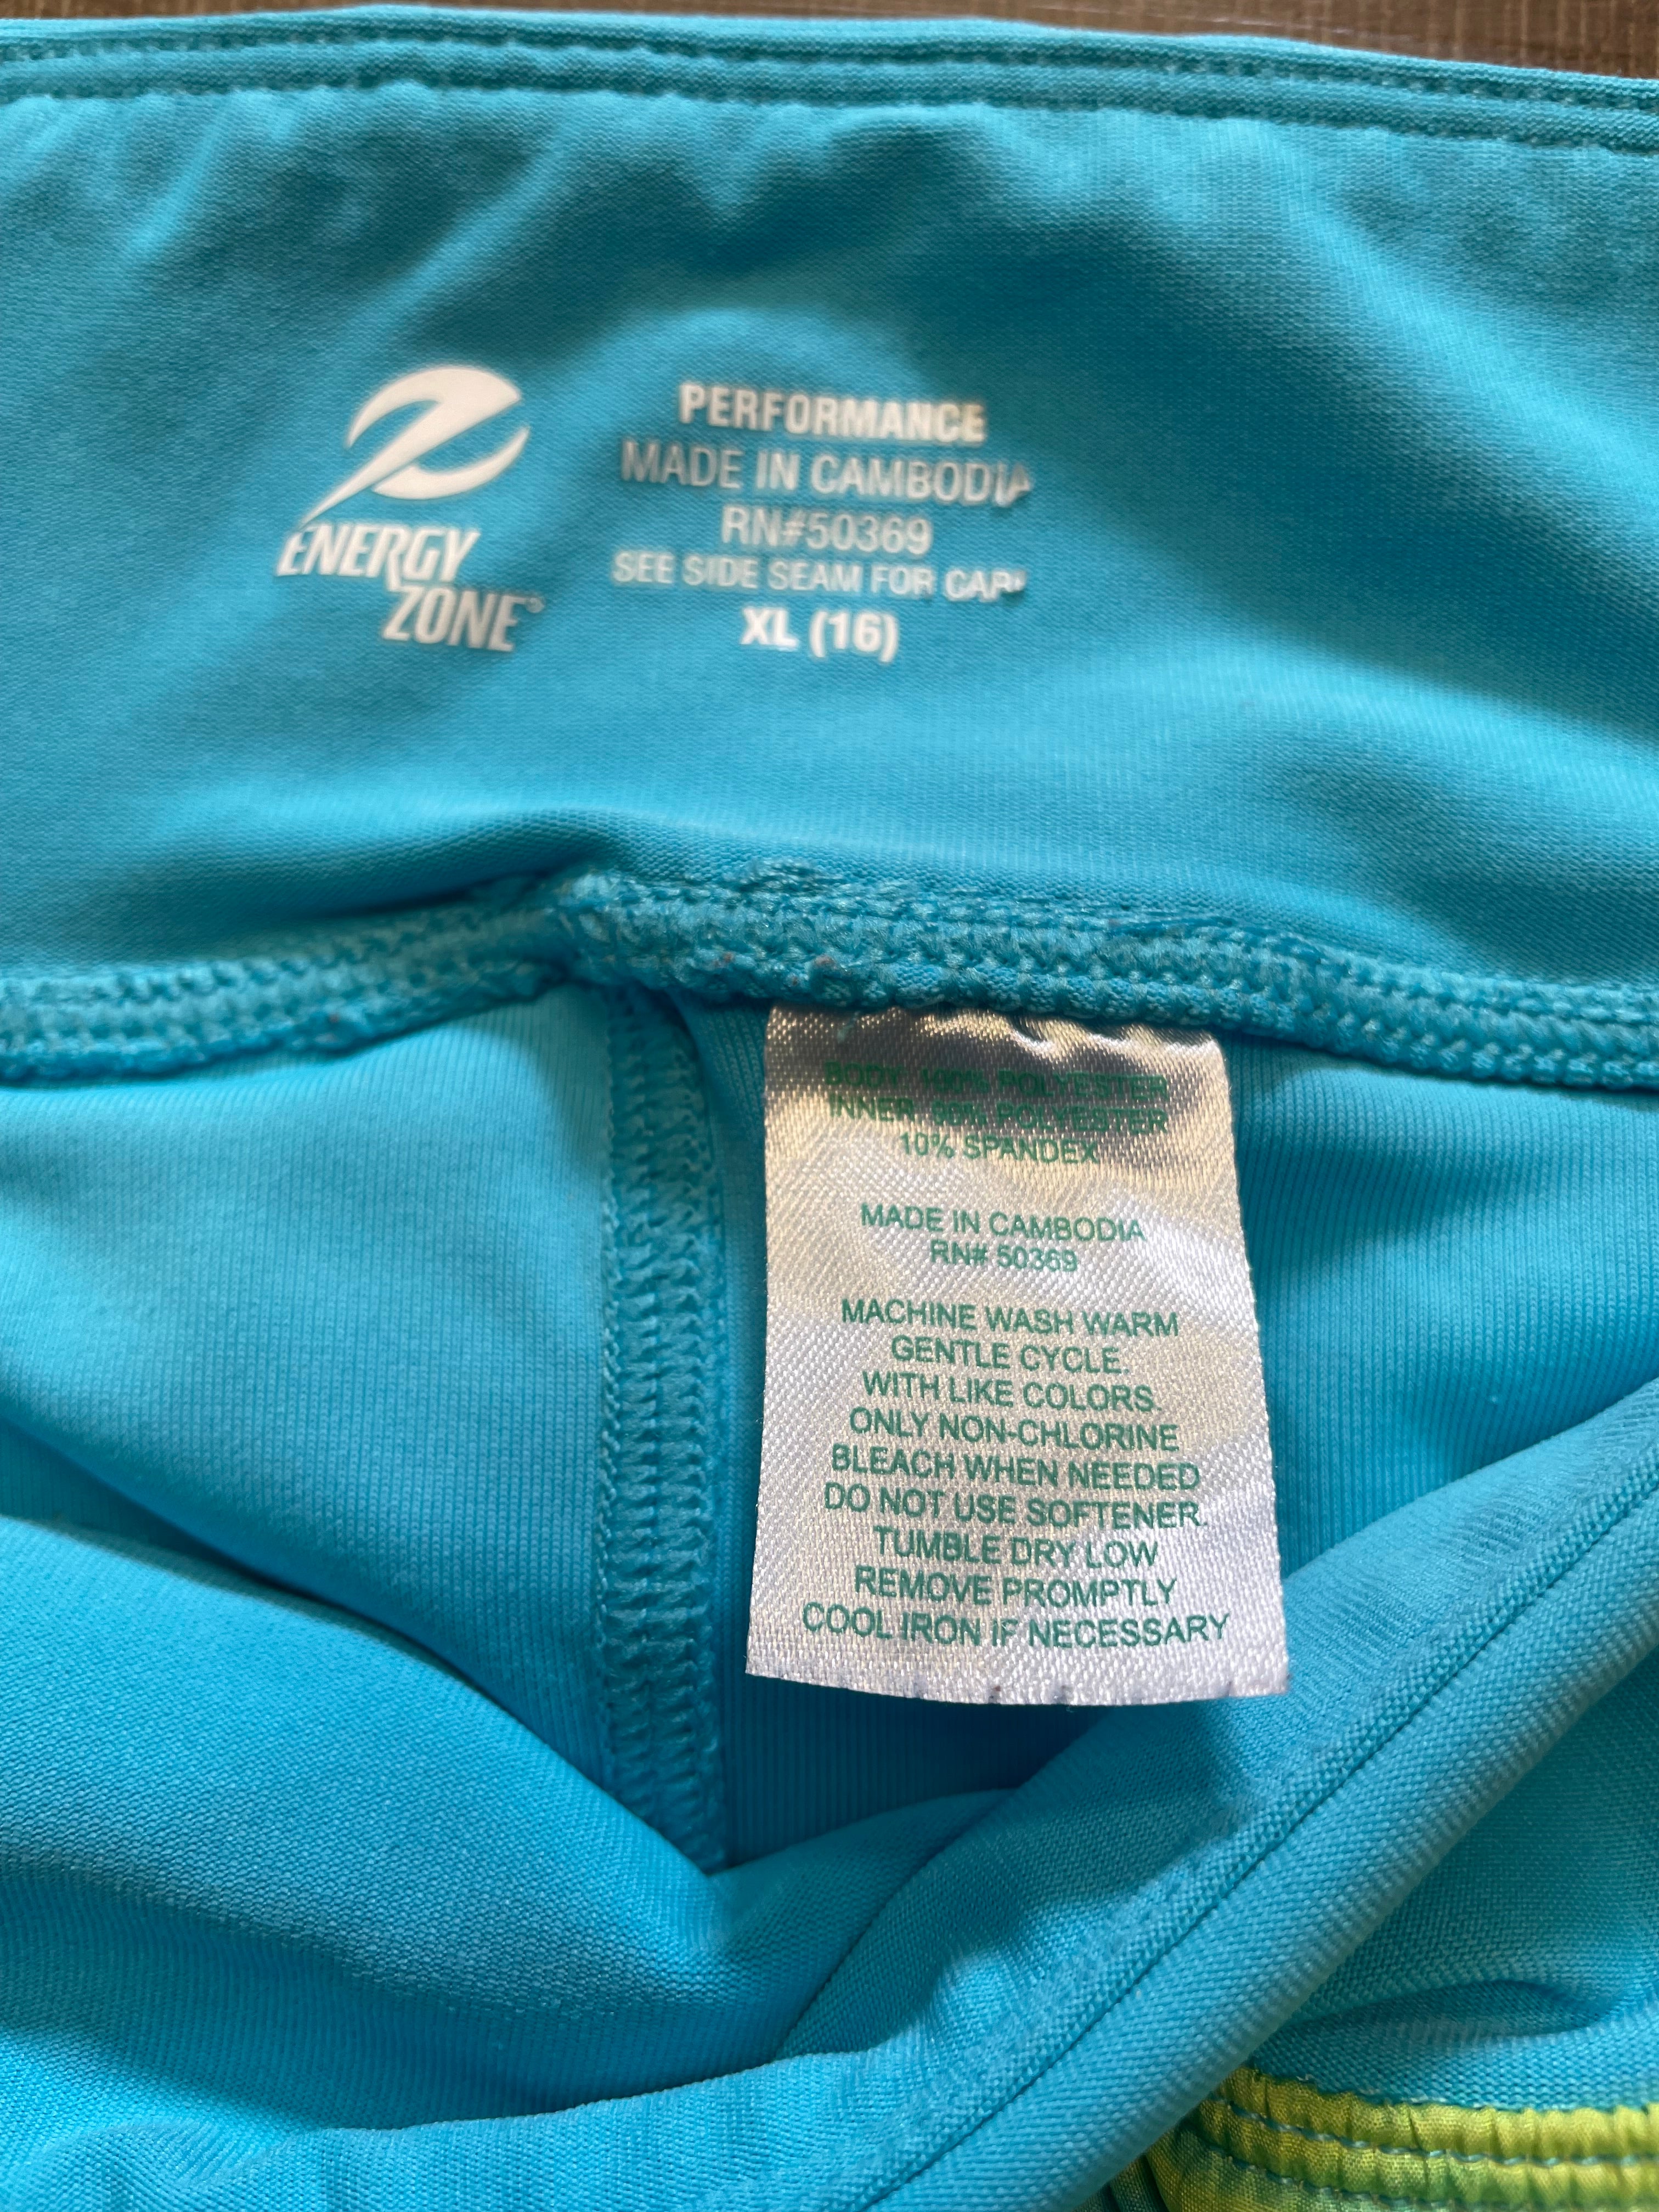 ENERGY
ZONE®
PERFORMANCE
MADE IN CAMBODIA
RN#50369
SEE SIDE SEAM FOR
XL (16)
BODY 100% POLYESTER
INNER 90% POLYESTER
10% SPANDEX
MADE IN CAMBODIA
RN# 50369
MACHINE WASH WARM
GENTLE CYCLE.
WITH LIKE COLORS.
ONLY NON-CHLORINE
BLEACH WHEN NEEDED
DO NOT USE SOFTENER.
TUMBLE DRY LOW
REMOVE PROMPTLY
COOL IRON IF NECESSARY